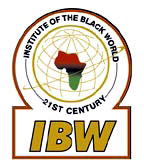 INSTITUTE OF THE BLACK WORLD
21ST CENTURY
IBW